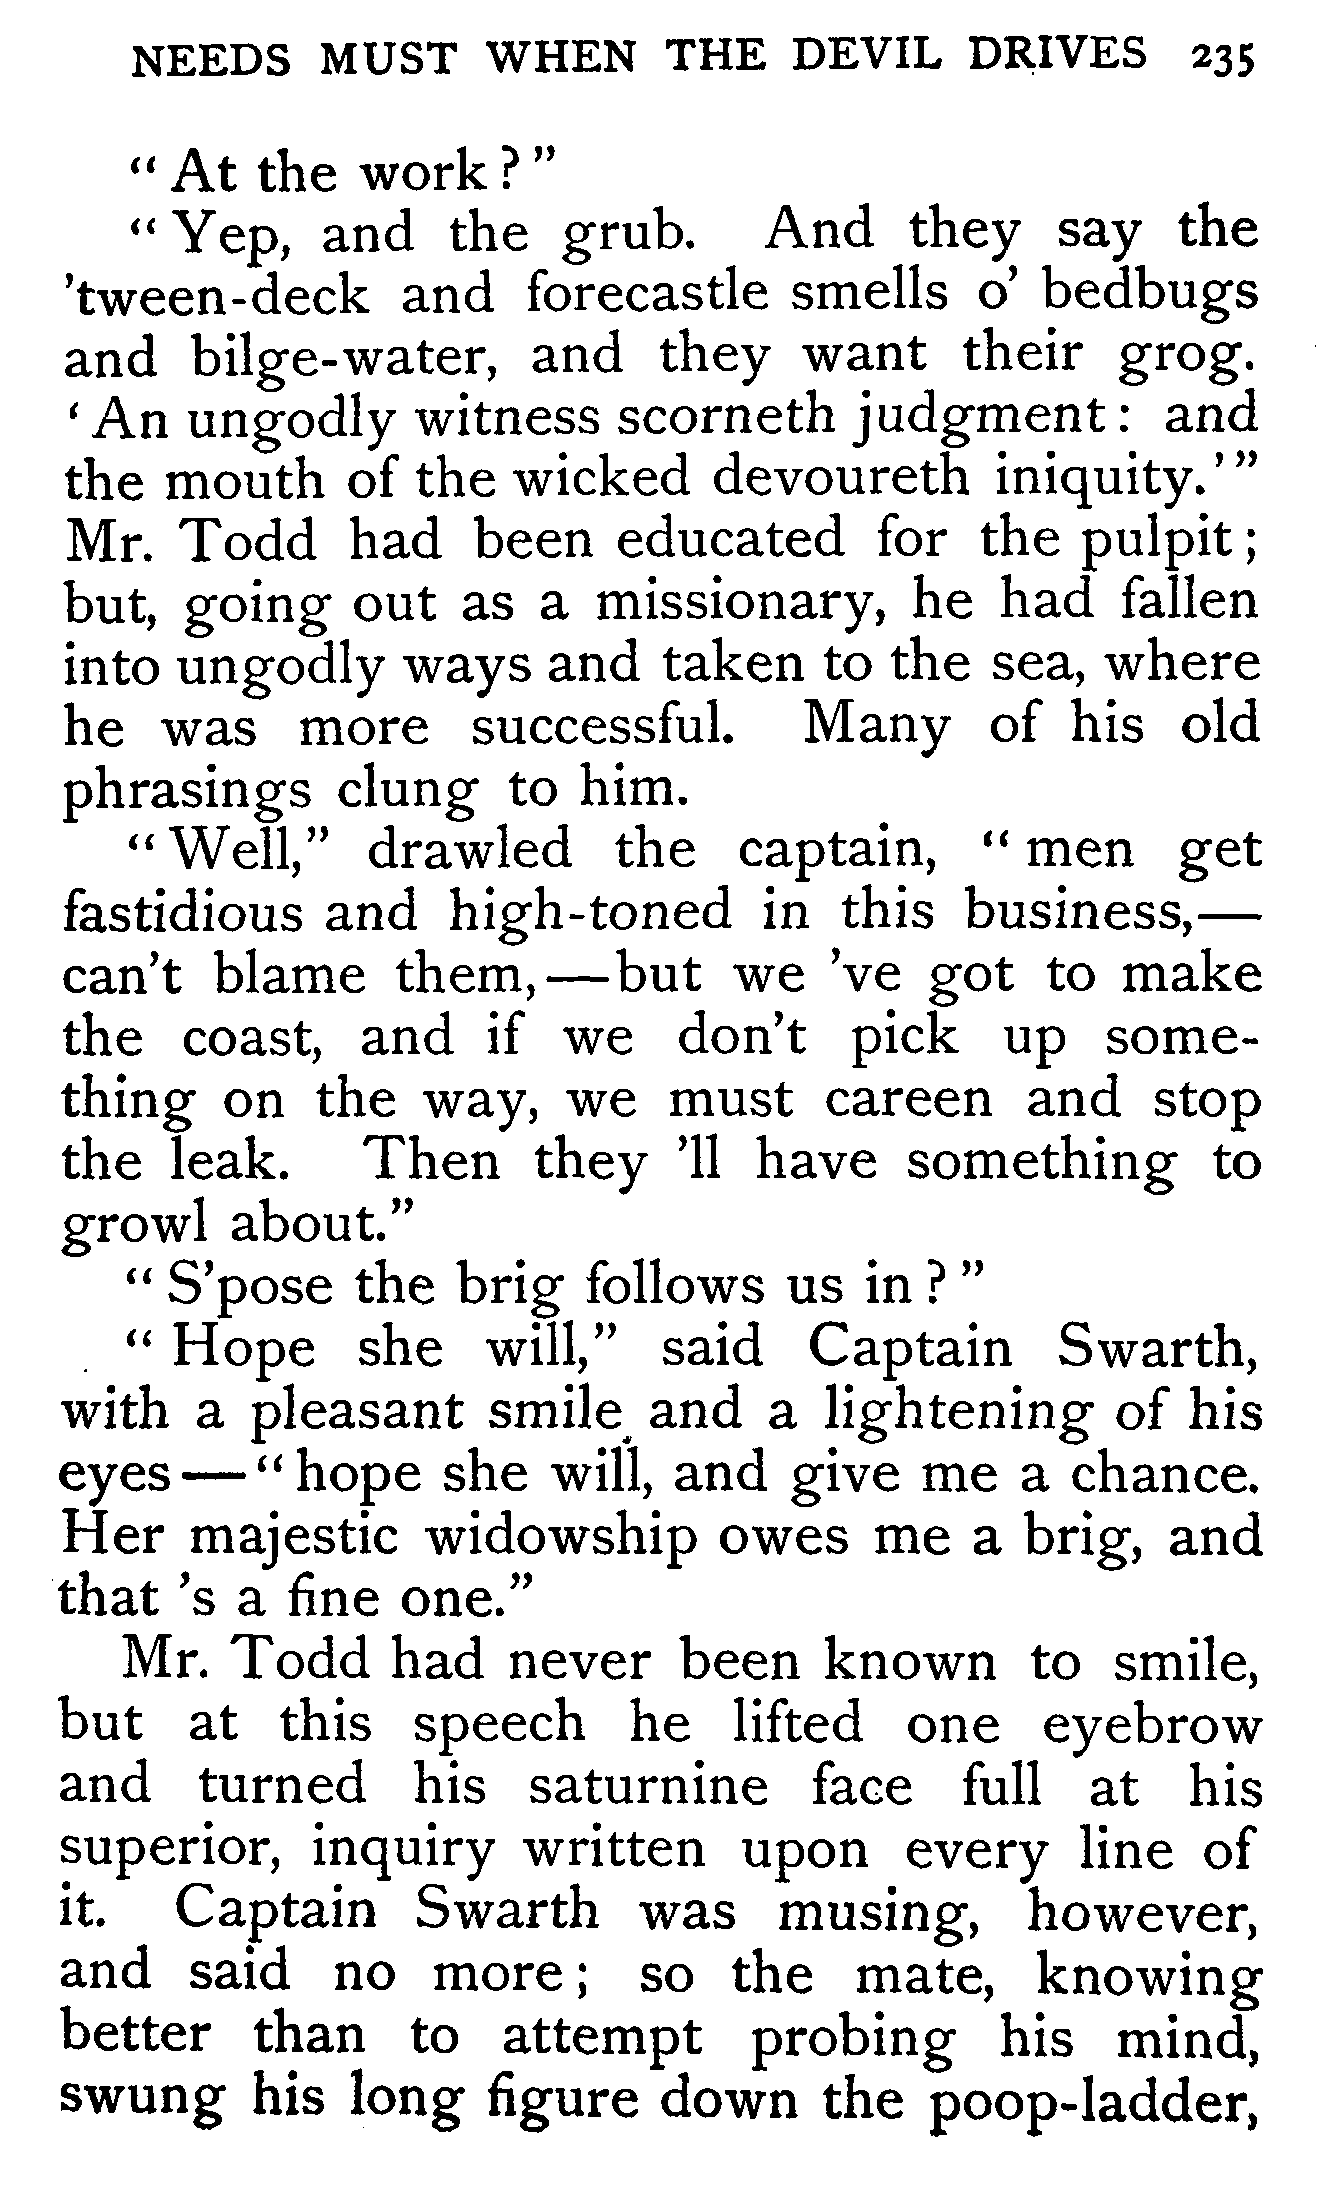 NEEDS MUST WHEN THE DEVIL DRIVES 235
“ At the work ? ”
“ Yep, and the grub. And they say the
’tween-deck and forecastle smells o’ bedbugs
and bilge-water, and they want their grog.
‘ An ungodly witness scorneth judgment : and
the mouth of the wicked devoureth iniquity.’ ”
Mr. Todd had been educated for the pulpit ;
but, going out as a missionary, he had fallen
into ungodly ways and taken to the sea, where
he was more successful. Many of his old
phrasings clung to him.
“ Well,” drawled the captain, “ men get
fastidious and high-toned in this business,—
can’t blame them,—but we ’ve got to make
the coast, and if we don’t pick up some-
thing on the way, we must careen and stop
the leak. Then they ’ll have something to
growl about.”
“ S’pose the brig follows us in ? ”
“ Hope she will,” said Captain Swarth,
with a pleasant smile and a lightening of his
eyes—“ hope she will, and give me a chance.
Her majestic widowship owes me a brig, and
that ’s a fine one.”
Mr. Todd had never been known to smile,
but at this speech he lifted one eyebrow
and turned his saturnine face full at his
superior, inquiry written upon every line of
it. Captain Swarth was musing, however,
and said no more ; so the mate, knowing
better than to attempt probing his mind,
swung his long figure down the poop-ladder,